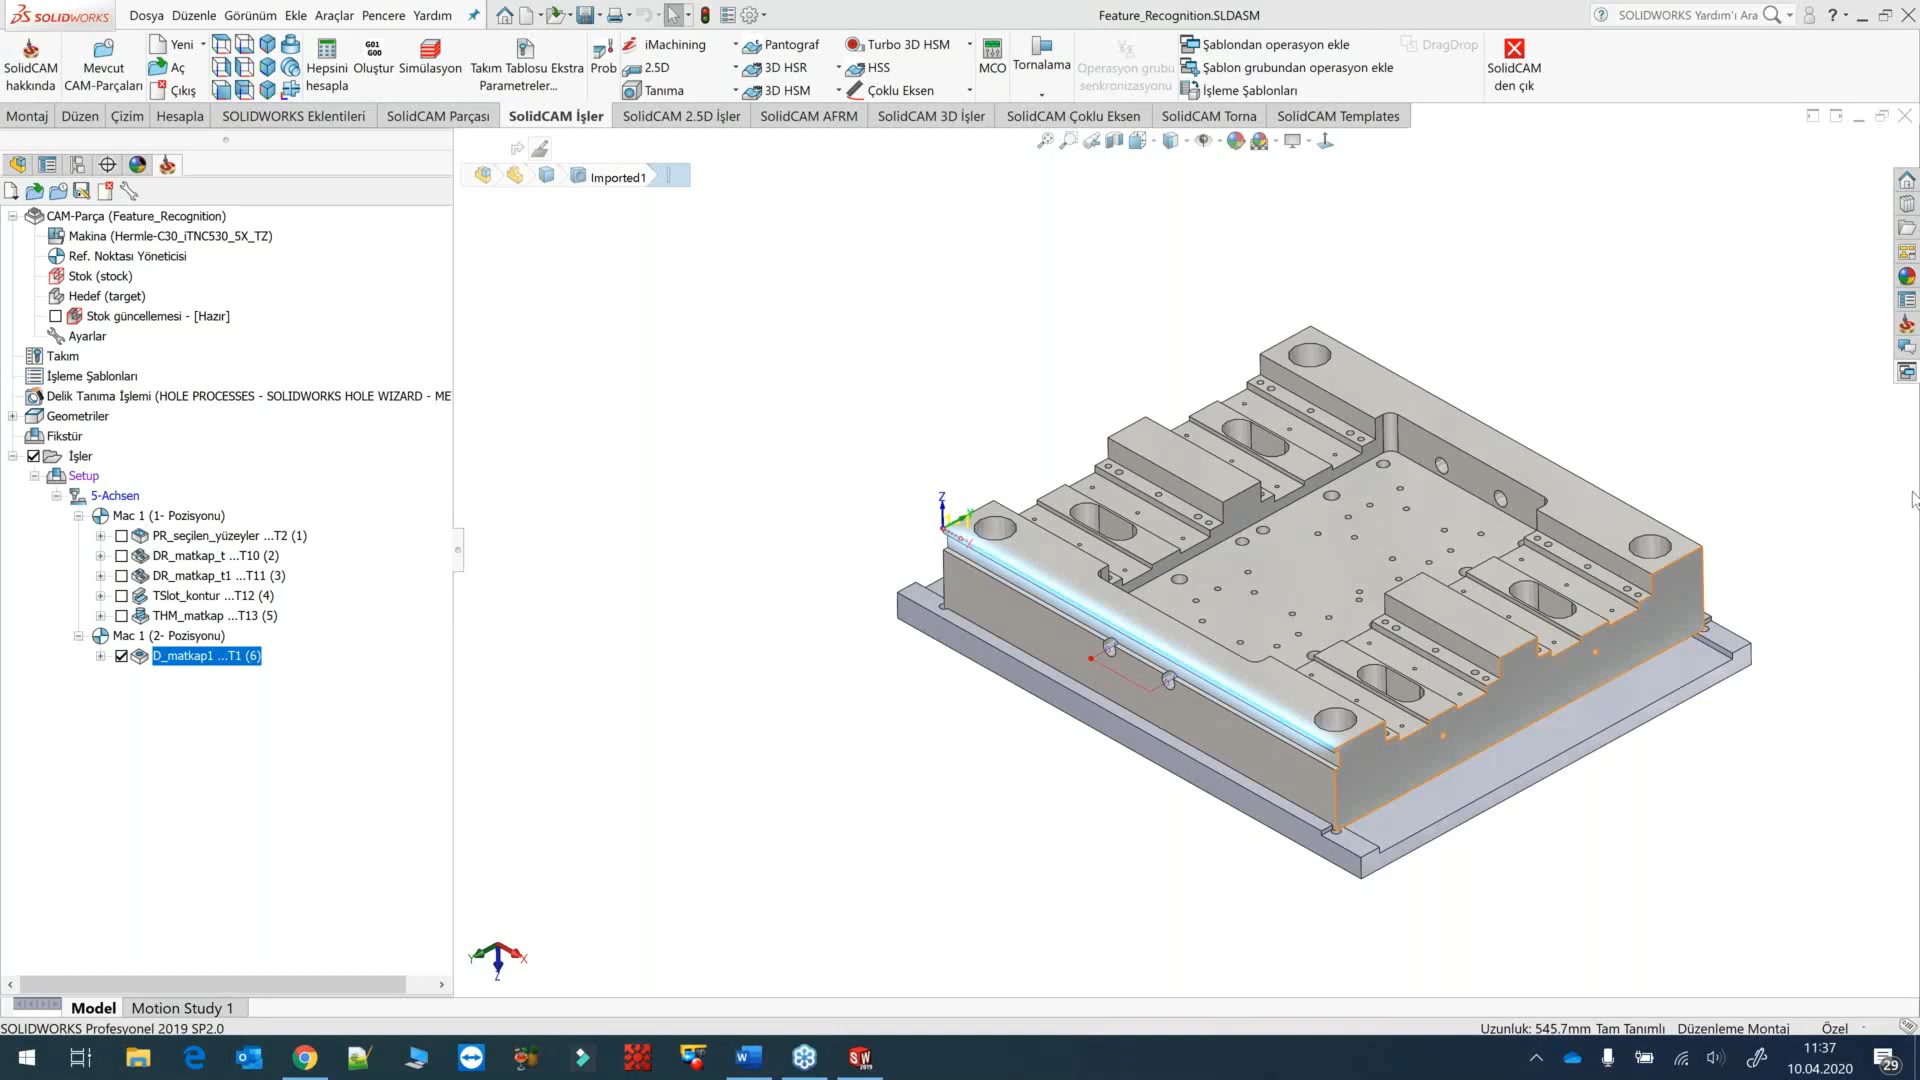 SOLIDWORKS
Dosya Düzenle Görünüm Ekle Araçlar Pencere Yardım
Feature_Recognition.SLDASM
SOLIDWORKS Yardım'ı Ara
SolidCAM hakkında
Mevcut CAM-Parçaları
Yeni
Aç
Çıkış
Hepsini hesapla
G01 G00
Oluştur
Simülasyon
Takım Tablosu Ekstra Parametreler...
Prob
iMachining
2.5D
Tanıma
Pantograf
3D HSR
3D HSM
Turbo 3D HSM
HSS
Çoklu Eksen
MCO
Tornalama
Operasyon grubu senkronizasyonu
Şablondan operasyon ekle
Şablon grubundan operasyon ekle
İşleme Şablonları
DragDrop
SolidCAM den çık
Montaj Düzen Çizim Hesapla SOLIDWORKS Eklentileri SolidCAM Parçası SolidCAM İşler SolidCAM 2.5D İşler SolidCAM AFRM SolidCAM 3D İşler SolidCAM Çoklu Eksen SolidCAM Torna SolidCAM Templates
Imported1
CAM-Parça (Feature_Recognition)
Makina (Hermle-C30_iTNC530_5X_TZ)
Ref. Noktası Yöneticisi
Stok (stock)
Hedef (target)
Stok güncellemesi - [Hazır]
Ayarlar
Takım
İşleme Şablonları
Delik Tanıma İşlemi (HOLE PROCESSES - SOLIDWORKS HOLE WIZARD - ME
Geometriler
Fikstür
İşler
Setup
5-Achsen
Mac 1 (1- Pozisyonu)
PR_seçilen_yüzeyler ...T2 (1)
DR_matkap_t ...T10 (2)
DR_matkap_t1 ...T11 (3)
TSlot_kontur ...T12 (4)
THM_matkap ...T13 (5)
Mac 1 (2- Pozisyonu)
D_matkap1 ...T1 (6)
Z
Y X
Z
Model Motion Study 1
SOLIDWORKS Profesyonel 2019 SP2.0
Uzunluk: 545.7mm Tam Tanımlı Düzenleme Montaj Özel
11:37
10.04.2020
29